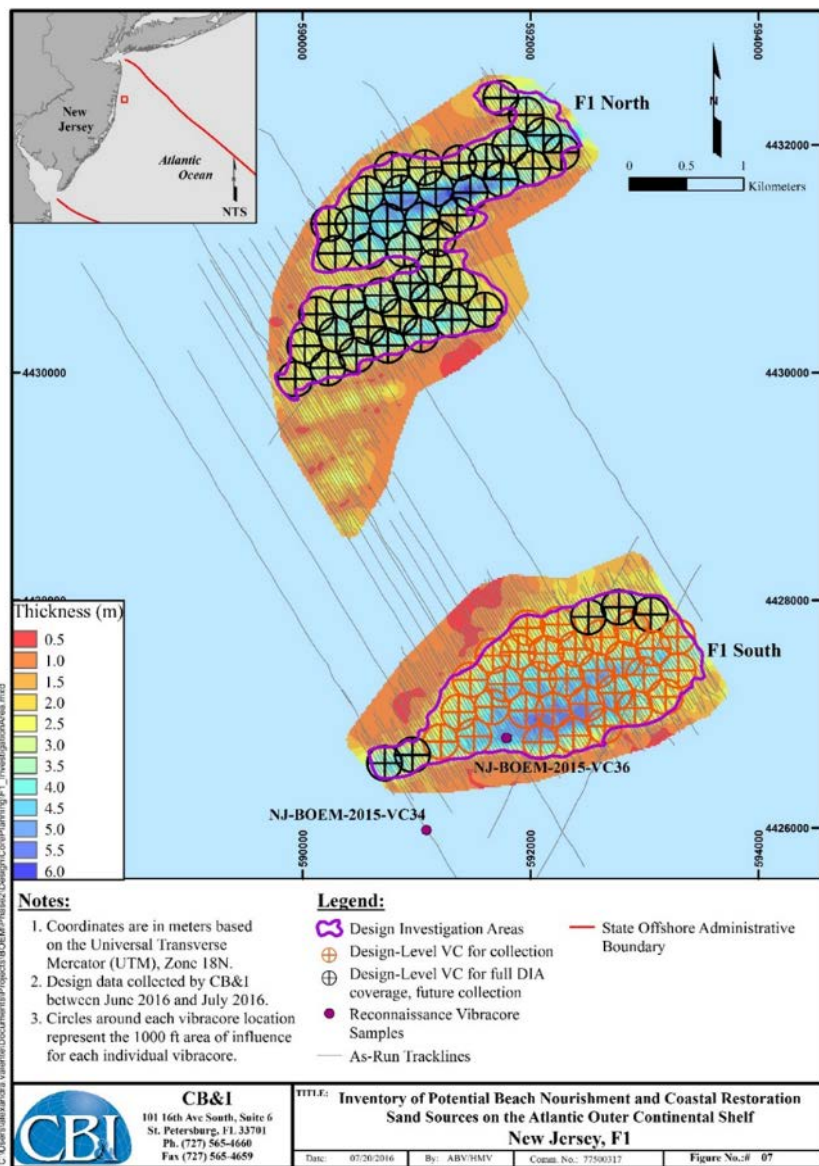 590000
592000
594000
New
Jersey
Atlantic
Ocean
NTS
N
F1 North
0 0.5 1
Kilometers
4432000
4432000
4430000
4430000
4428000
4428000
F1 South
NJ-BOEM-2015-VC36
NJ-BOEM-2015-VC34
4426000
590000
592000
594000
Thickness (m)
0.5
1.0
1.5
2.0
2.5
3.0
3.5
4.0
4.5
5.0
5.5
6.0
Notes:
1. Coordinates are in meters based
on the Universal Transverse
Mercator (UTM), Zone 18N.
2. Design data collected by CB&I
between June 2016 and July 2016.
3. Circles around each vibracore location
represent the 1000 ft area of influence
for each individual vibracore.
Legend:
Design Investigation Areas
Design-Level VC for collection
Design-Level VC for full DIA
coverage, future collection
Reconnaissance Vibracore
Samples
As-Run Tracklines
State Offshore Administrative
Boundary
CB&I
CB&I
101 16th Ave South, Suite 6
St. Petersburg, FL 33701
Ph. (727) 565-4660
Fax (727) 565-4659
TITLE: Inventory of Potential Beach Nourishment and Coastal Restoration
Sand Sources on the Atlantic Outer Continental Shelf
New Jersey, F1
Date: 07/20/2016 By: ABV/HMV Comm. No.: 77500317 Figure No.:# 07